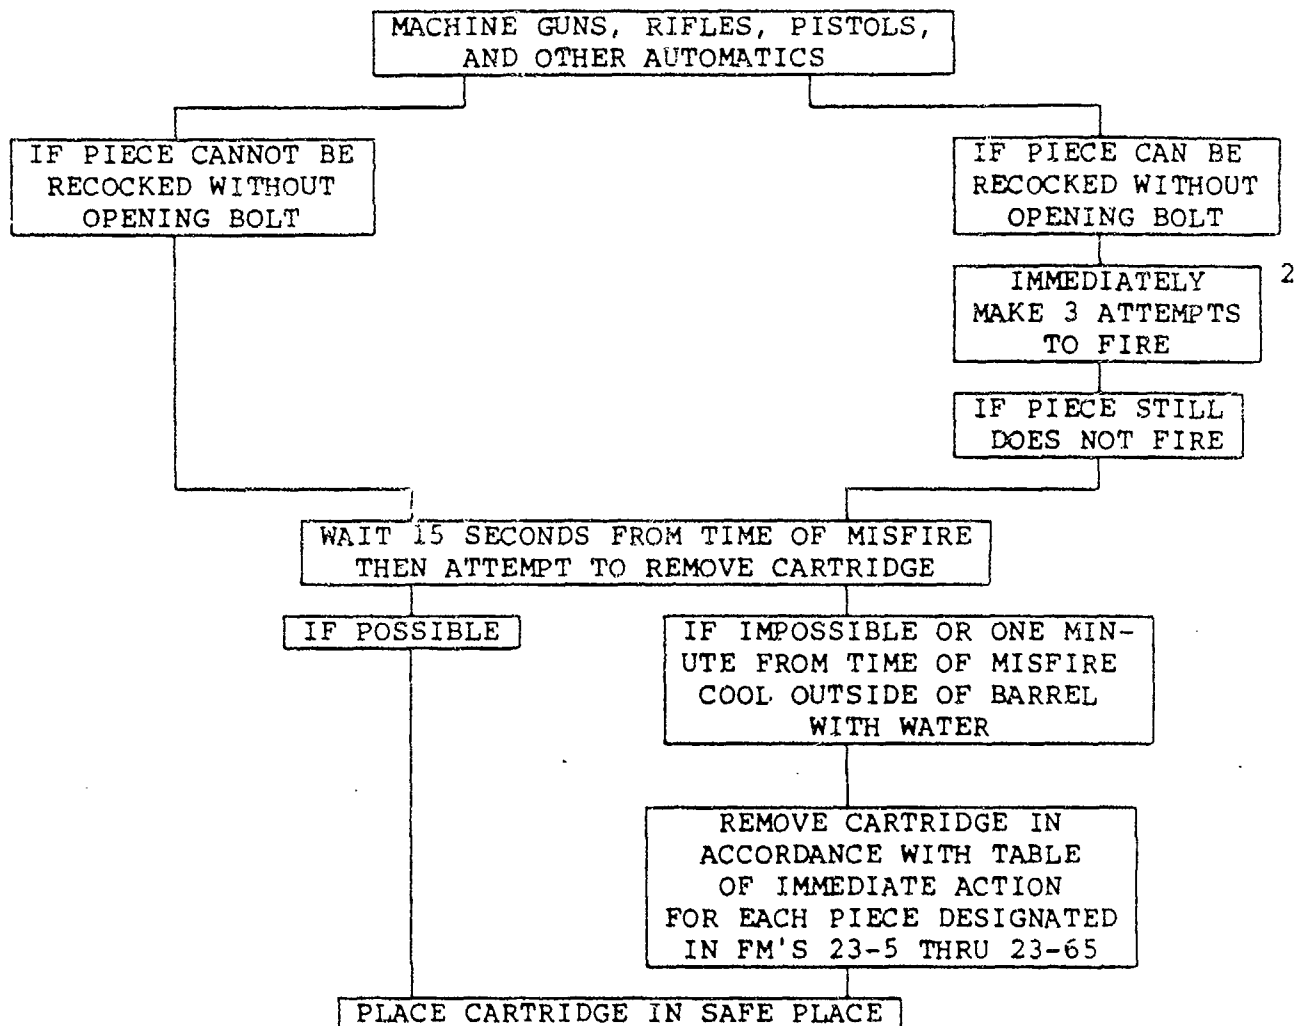 MACHINE GUNS, RIFLES, PISTOLS,
AND OTHER AUTOMATICS
IF PIECE CANNOT BE
RECOCKED WITHOUT
OPENING BOLT
IF PIECE CAN BE
RECOCKED WITHOUT
OPENING BOLT
IMMEDIATELY
MAKE 3 ATTEMPTS
TO FIRE
2
IF PIECE STILL
DOES NOT FIRE
WAIT 15 SECONDS FROM TIME OF MISFIRE
THEN ATTEMPT TO REMOVE CARTRIDGE
IF POSSIBLE
IF IMPOSSIBLE OR ONE MIN-
UTE FROM TIME OF MISFIRE
COOL OUTSIDE OF BARREL
WITH WATER
REMOVE CARTRIDGE IN
ACCORDANCE WITH TABLE
OF IMMEDIATE ACTION
FOR EACH PIECE DESIGNATED
IN FM'S 23-5 THRU 23-65
PLACE CARTRIDGE IN SAFE PLACE